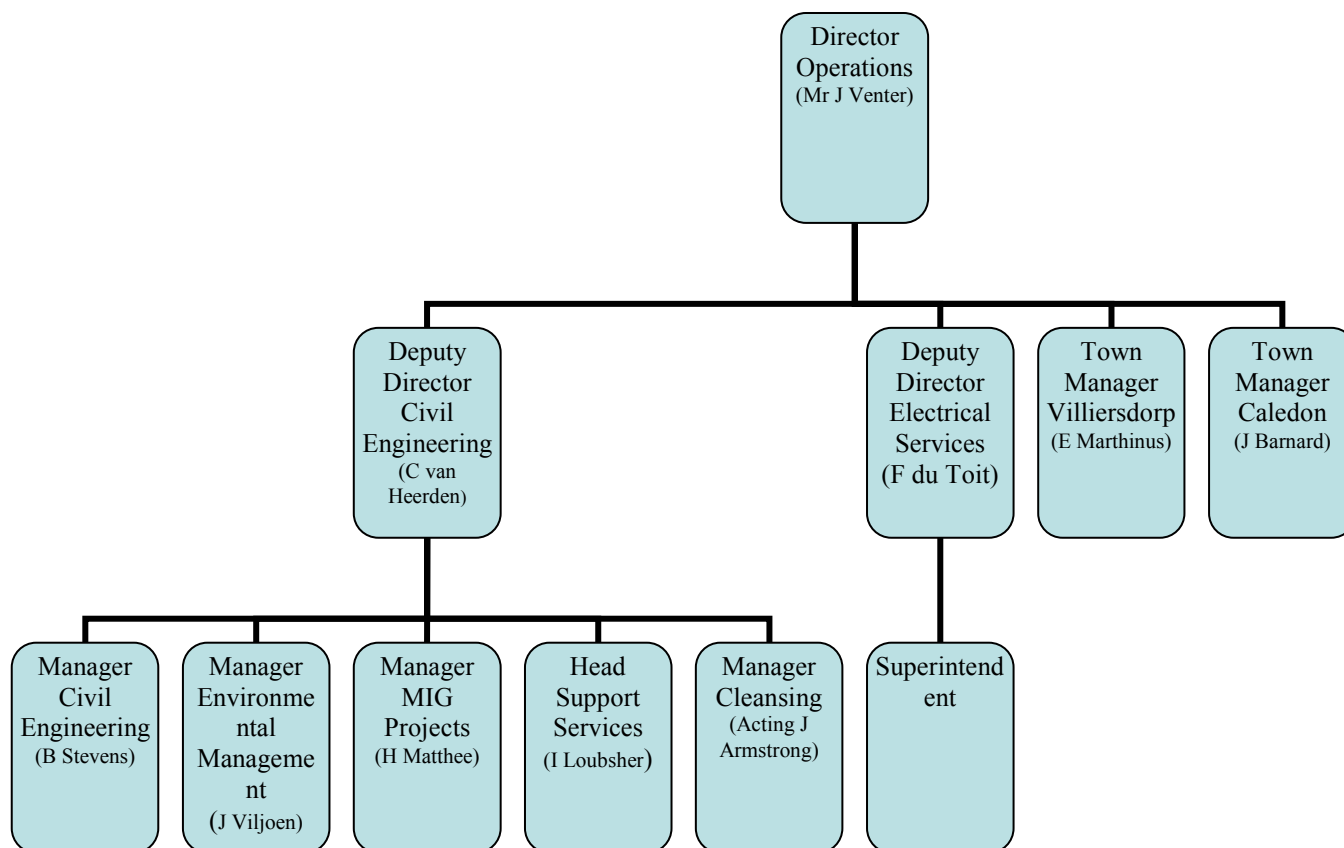 Director
Operations
(Mr J Venter)
Deputy
Director
Civil
Engineering
(C van
Heerden)
Deputy
Director
Electrical
Services
(F du Toit)
Town
Manager
Villiersdorp
(E Marthinus)
Town
Manager
Caledon
(J Barnard)
Manager
Civil
Engineering
(B Stevens)
Manager
Environme
ntal
Manageme
nt
(J Viljoen)
Manager
MIG
Projects
(H Matthee)
Head
Support
Services
(I Loubsher)
Manager
Cleansing
(Acting J
Armstrong)
Superintend
ent